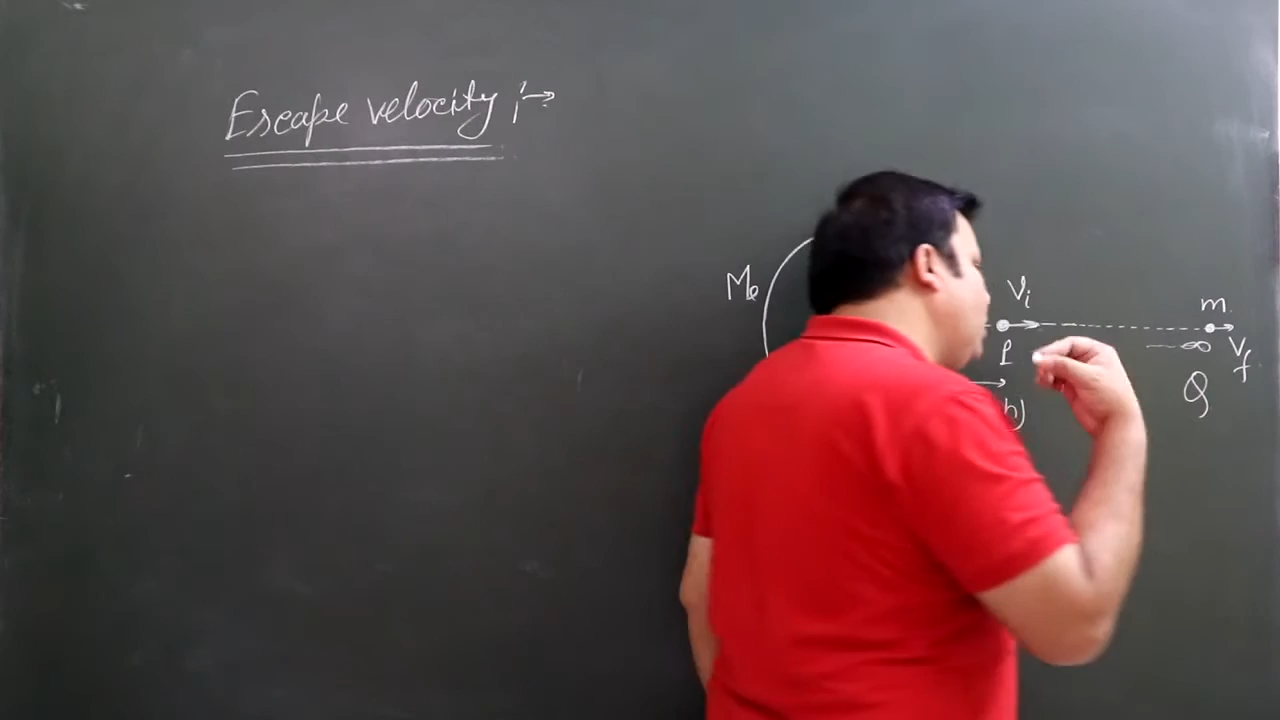 Escape velocity :→
Me
Vi
m
P
∞
Vf
Q
h)